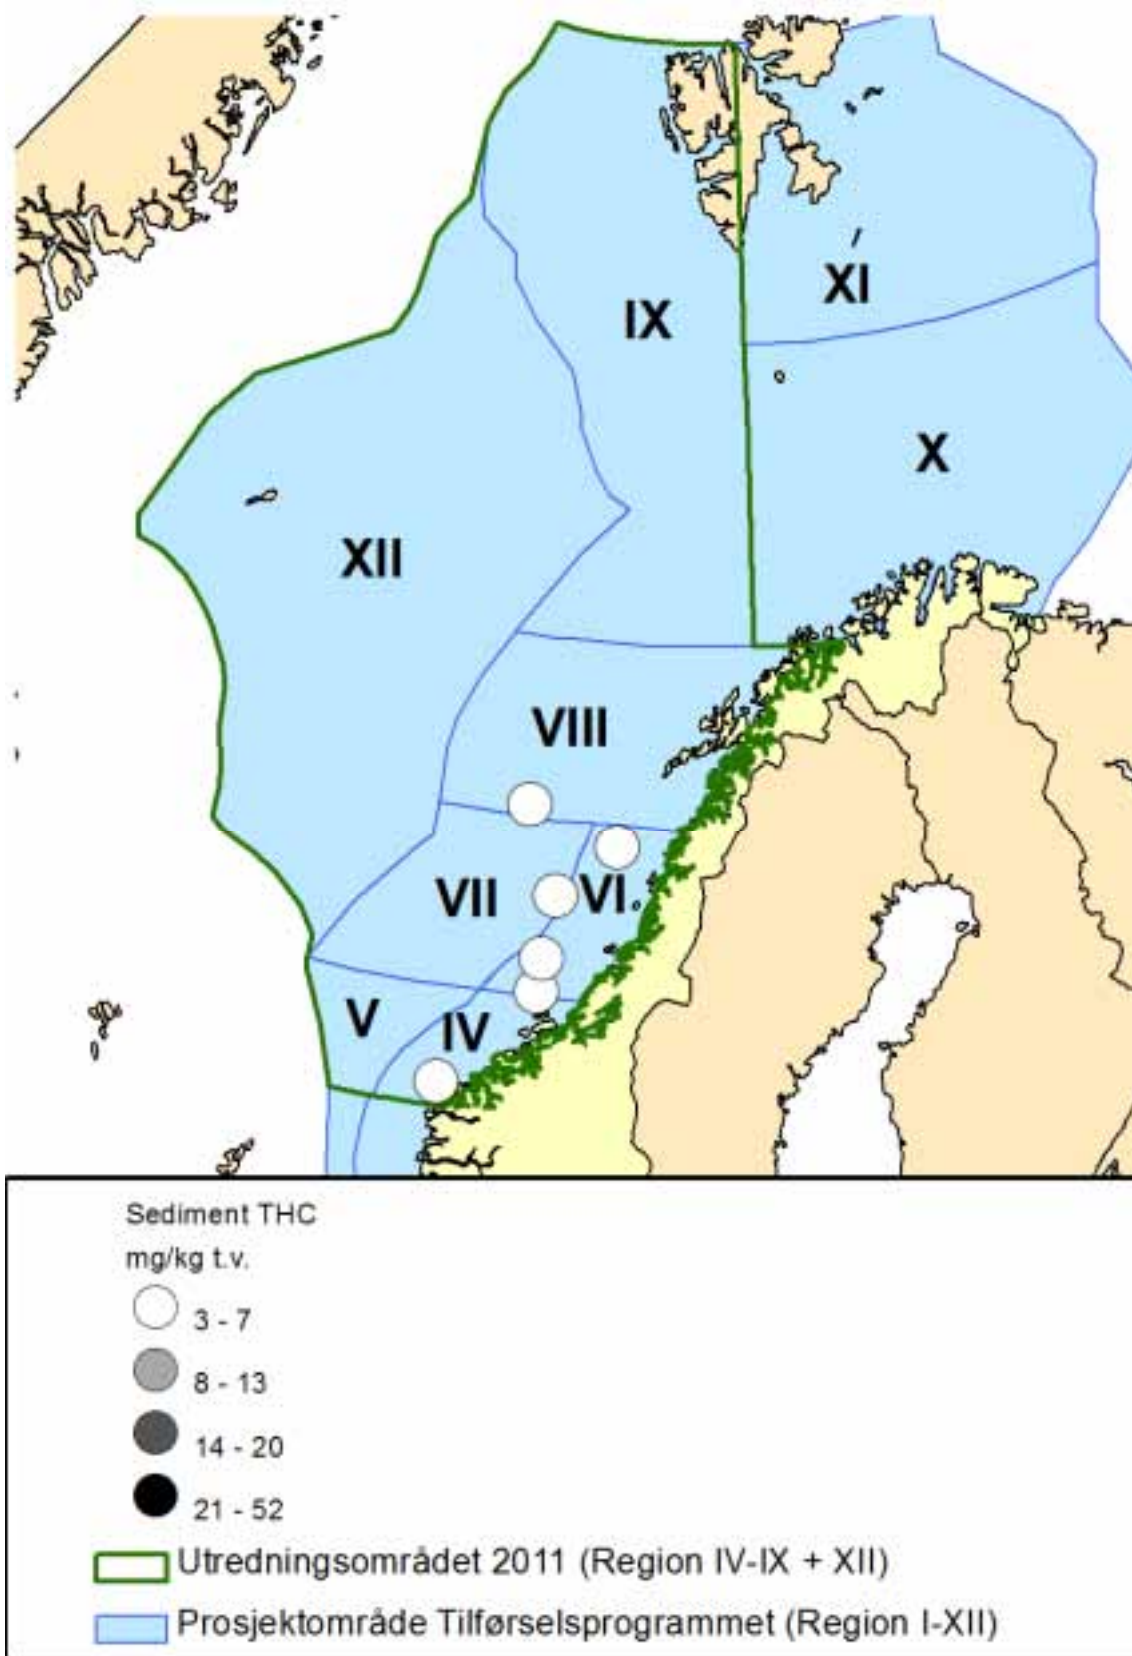 IX
XI
X
XII
VIII
VII
VI
V
IV
Sediment THC
mg/kg t.v.
3 - 7
8 - 13
14 - 20
21 - 52
Utredningsområdet 2011 (Region IV-IX + XII)
Prosjektområde Tilførselsprogrammet (Region I-XII)